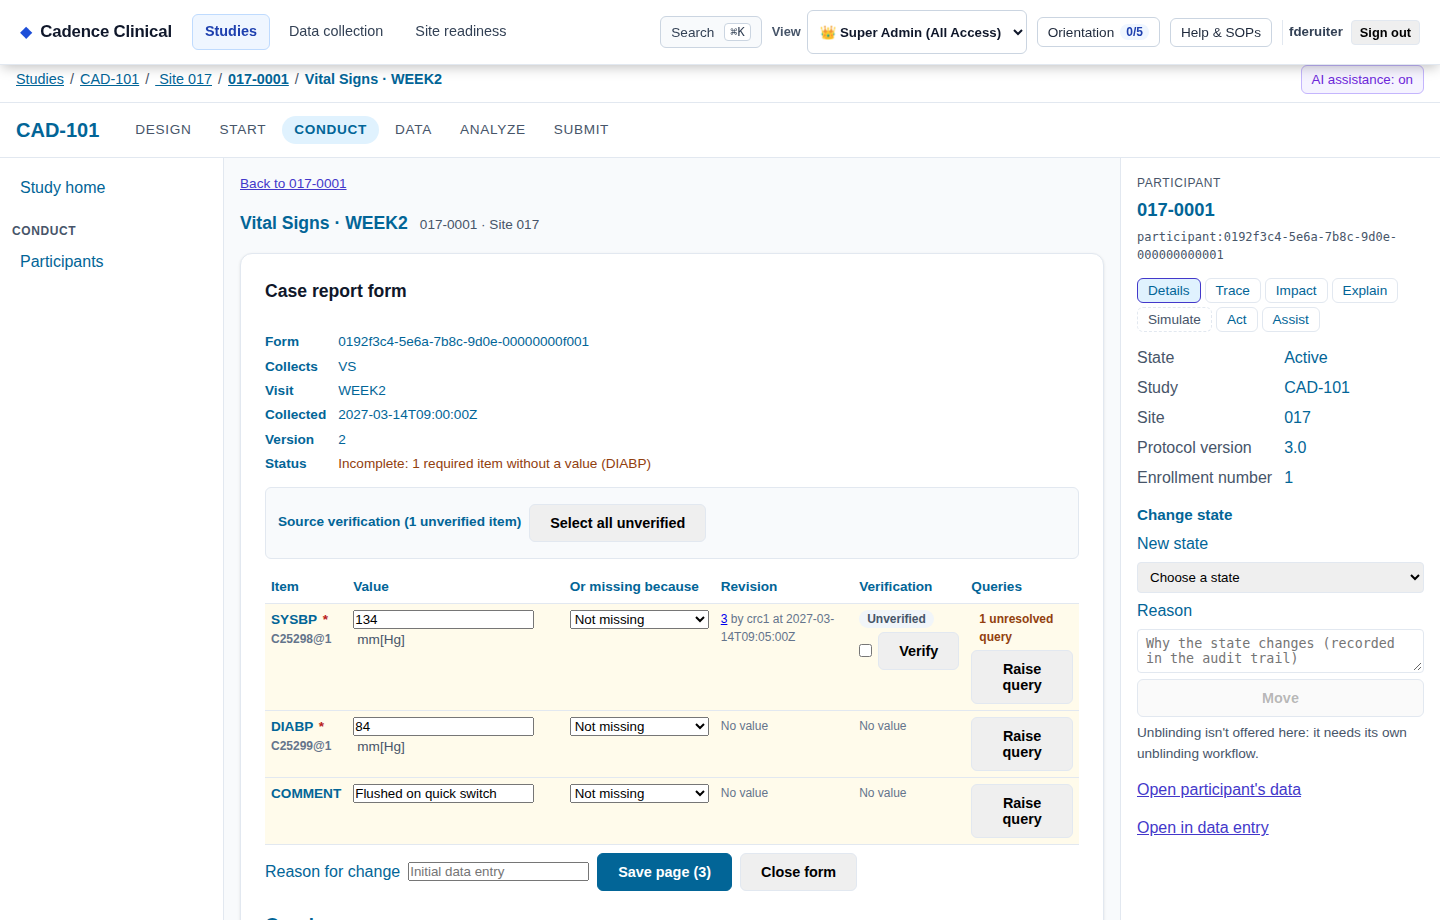 ◆ Cadence Clinical
Studies
Data collection
Site readiness
Search ⌘K
View
👑 Super Admin (All Access)
Orientation 0/5
Help & SOPs
fderuiter
Sign out
Studies / CAD-101 / Site 017 / 017-0001 / Vital Signs · WEEK2
AI assistance: on
CAD-101
DESIGN
START
CONDUCT
DATA
ANALYZE
SUBMIT
Study home
CONDUCT
Participants
Back to 017-0001
Vital Signs · WEEK2 017-0001 · Site 017
Case report form
Form 0192f3c4-5e6a-7b8c-9d0e-00000000f001
Collects VS
Visit WEEK2
Collected 2027-03-14T09:00:00Z
Version 2
Status Incomplete: 1 required item without a value (DIABP)
Source verification (1 unverified item) Select all unverified
Item Value Or missing because Revision Verification Queries
SYSBP * 134 Not missing 3 by crc1 at 2027-03- Unverified 1 unresolved
C25298@1 mm[Hg] 14T09:05:00Z query
Verify
Raise
query
DIABP * 84 Not missing No value No value Raise
C25299@1 mm[Hg] query
COMMENT Flushed on quick switch Not missing No value No value Raise
query
Reason for change Initial data entry Save page (3) Close form
PARTICIPANT
017-0001
participant:0192f3c4-5e6a-7b8c-9d0e-
000000000001
Details Trace Impact Explain
Simulate Act Assist
State Active
Study CAD-101
Site 017
Protocol version 3.0
Enrollment number 1
Change state
New state
Choose a state
Reason
Why the state changes (recorded
in the audit trail)
Move
Unblinding isn't offered here: it needs its own
unblinding workflow.
Open participant's data
Open in data entry